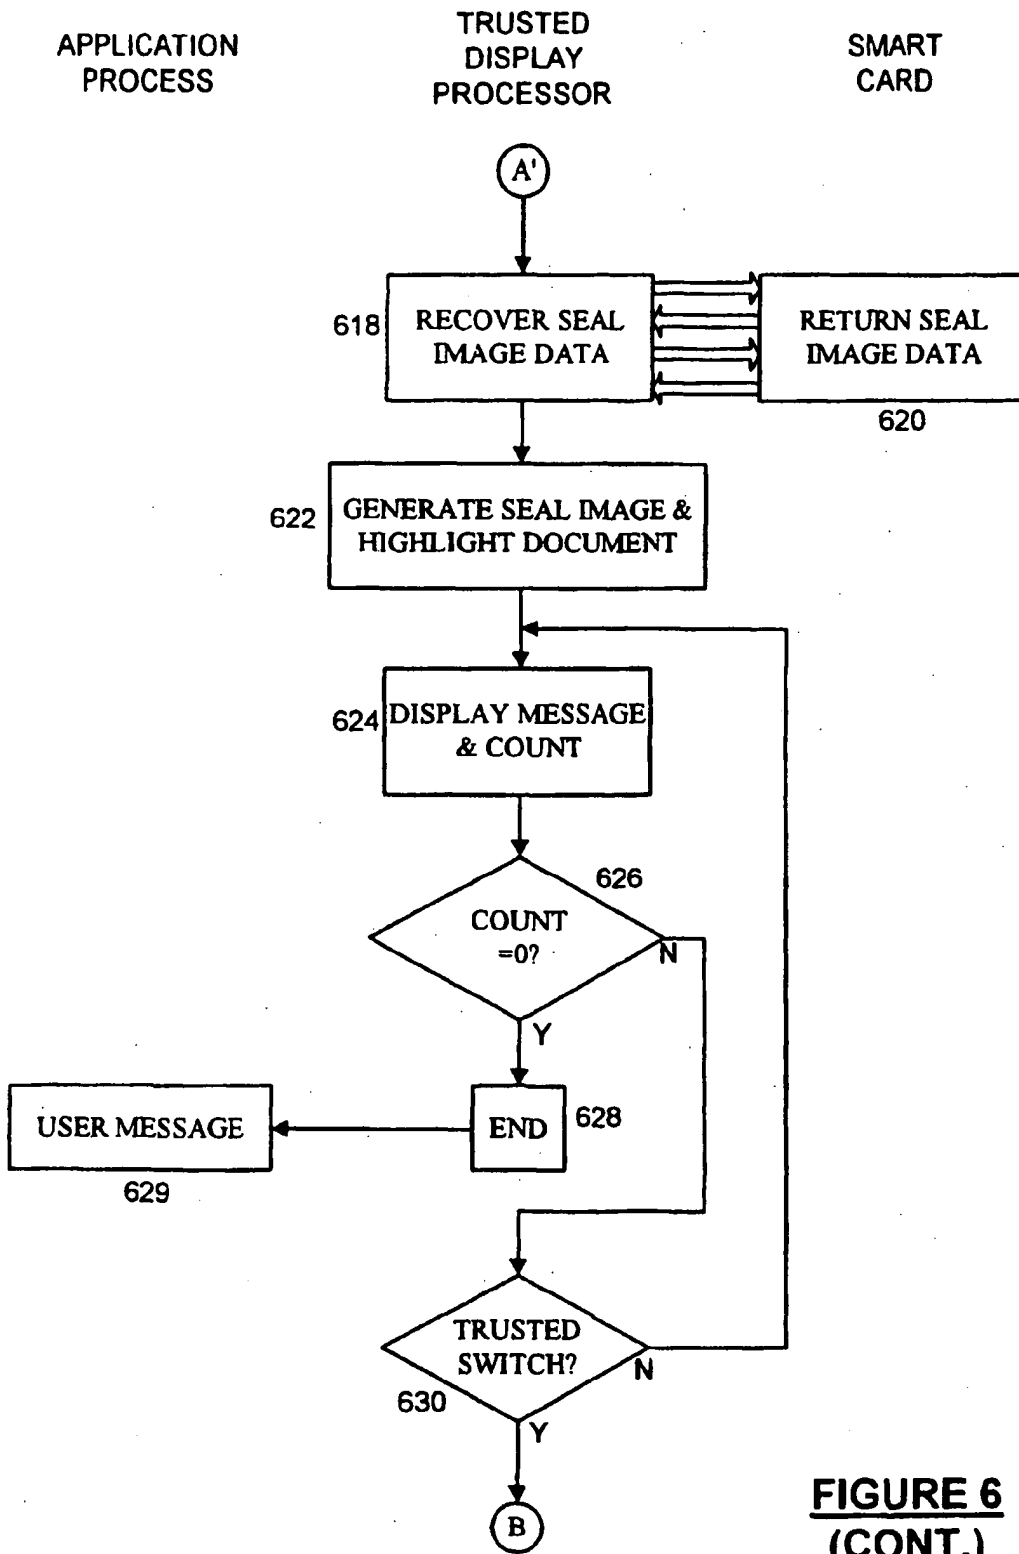 APPLICATION
PROCESS
TRUSTED
DISPLAY
PROCESSOR
SMART
CARD
A'
618
RECOVER SEAL
IMAGE DATA
RETURN SEAL
IMAGE DATA
620
622
GENERATE SEAL IMAGE &
HIGHLIGHT DOCUMENT
624
DISPLAY MESSAGE
& COUNT
626
COUNT
=0?
N
Y
USER MESSAGE
629
END
628
TRUSTED
SWITCH?
N
630
Y
B
FIGURE 6
(CONT.)